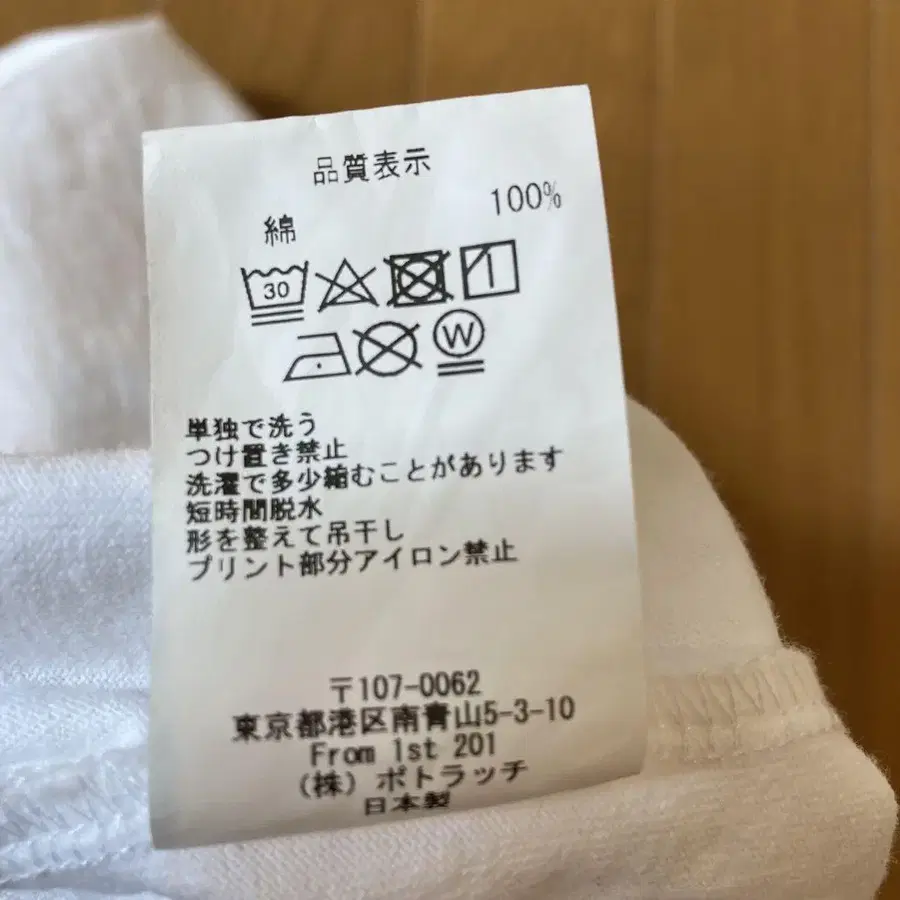 品質表示
綿 100%
30
W
単独で洗う
つけ置き禁止
洗濯で多少縮むことがあります
短時間脱水
形を整えて吊干し
プリント部分アイロン禁止
〒107-0062
東京都港区南青山5-3-10
From 1st 201
(株) ポトラッチ
日本製